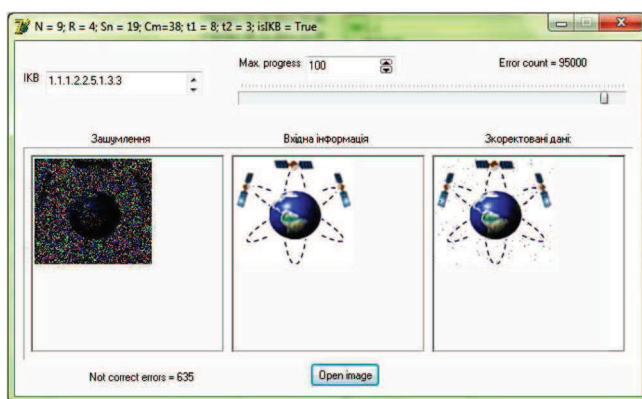 N = 9; R = 4; Sn = 19; Cm=38; t1 = 8; t2 = 3; isIKB = True
Max. progress 100 Error count = 95000
IKB 1.1.1.2.2.5.1.3.3
Зашумлення Вхідна інформація Зкоректовані дані:
Not correct errors = 635 Open image